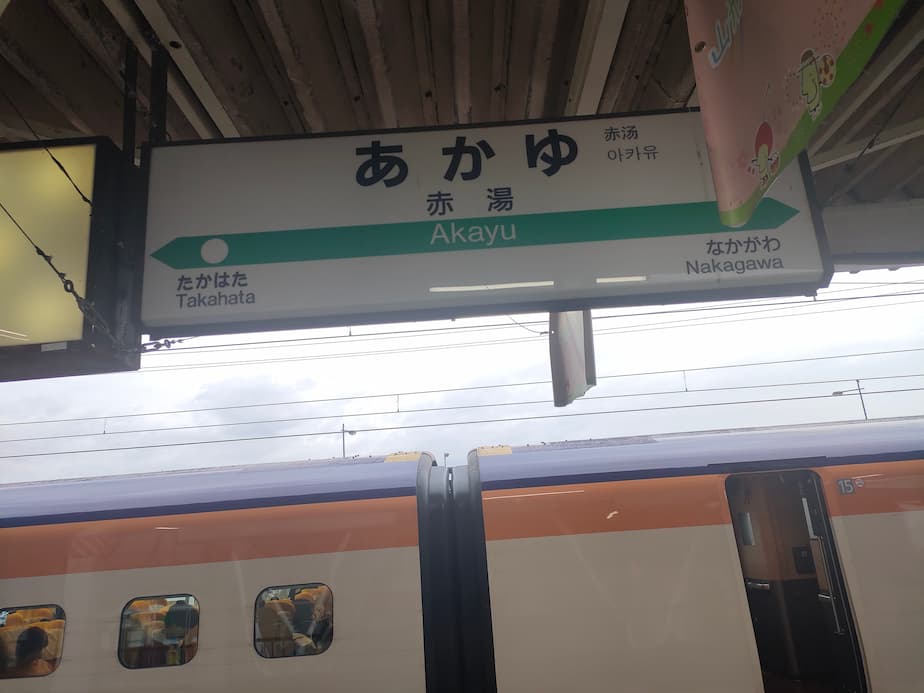 あかゆ
赤汤
아카유
赤湯
Akayu
たかはた
Takahata
なかがわ
Nakagawa
15